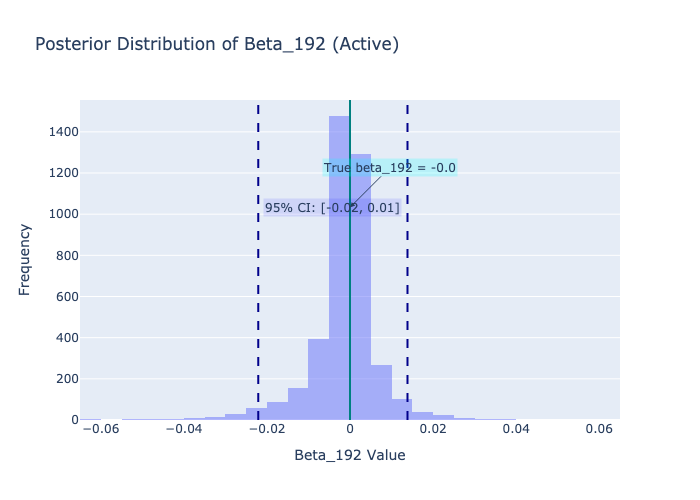 Posterior Distribution of Beta_192 (Active)
1400
1200
1000
800
600
400
200
0
Frequency
True beta_192 = -0.0
95% CI: [-0.02, 0.01]
−0.06 −0.04 −0.02 0 0.02 0.04 0.06
Beta_192 Value